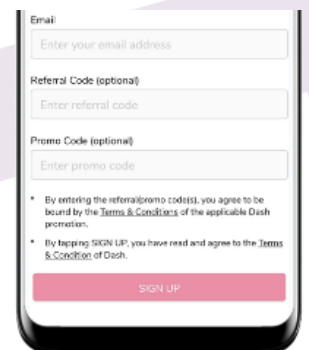 Email
Enter your email address
Referral Code (optional)
Enter referral code
Promo Code (optional)
Enter promo code
* By entering the referral/promo code(s), you agree to be
bound by the Terms & Conditions of the applicable Dash
promotion.
* By tapping SIGN UP, you have read and agree to the Terms
& Condition of Dash.
SIGN UP